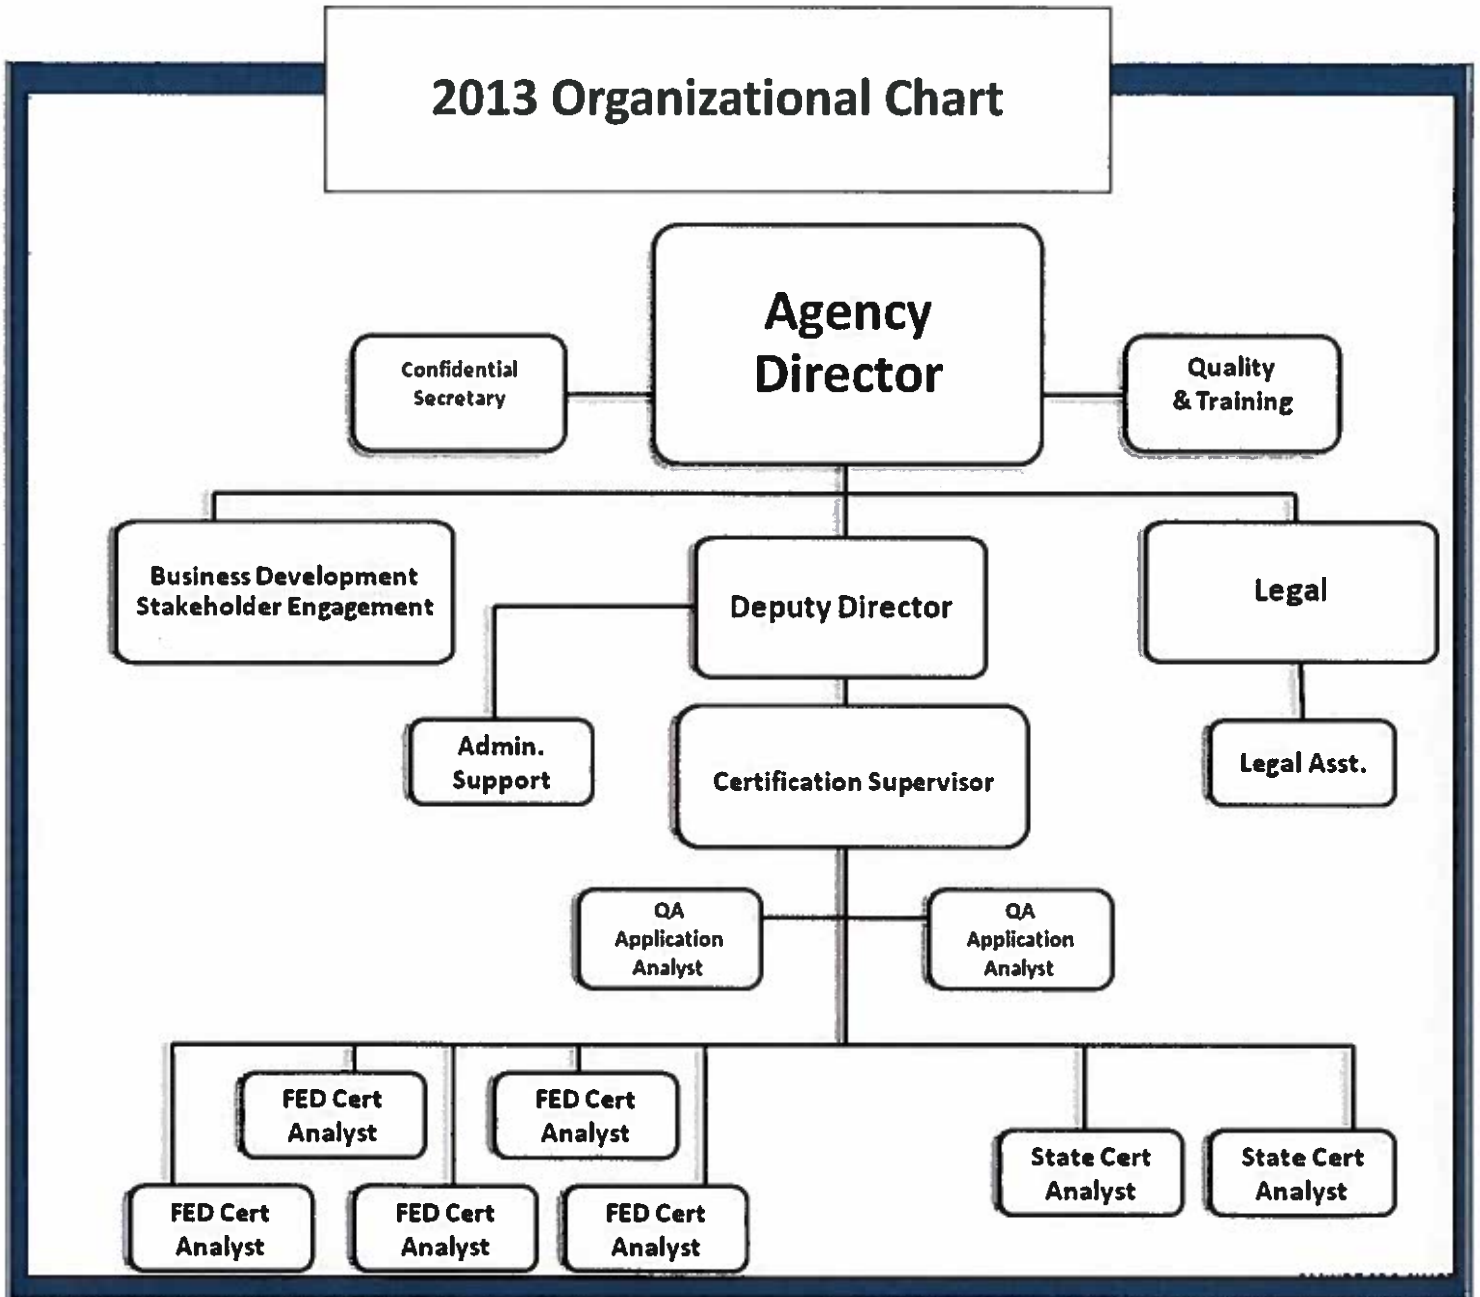 2013 Organizational Chart
Agency
Director
Confidential
Secretary
Quality
& Training
Business Development
Stakeholder Engagement
Deputy Director
Legal
Admin.
Support
Certification Supervisor
Legal Asst.
QA
Application
Analyst
QA
Application
Analyst
FED Cert
Analyst
FED Cert
Analyst
State Cert
Analyst
State Cert
Analyst
FED Cert
Analyst
FED Cert
Analyst
FED Cert
Analyst